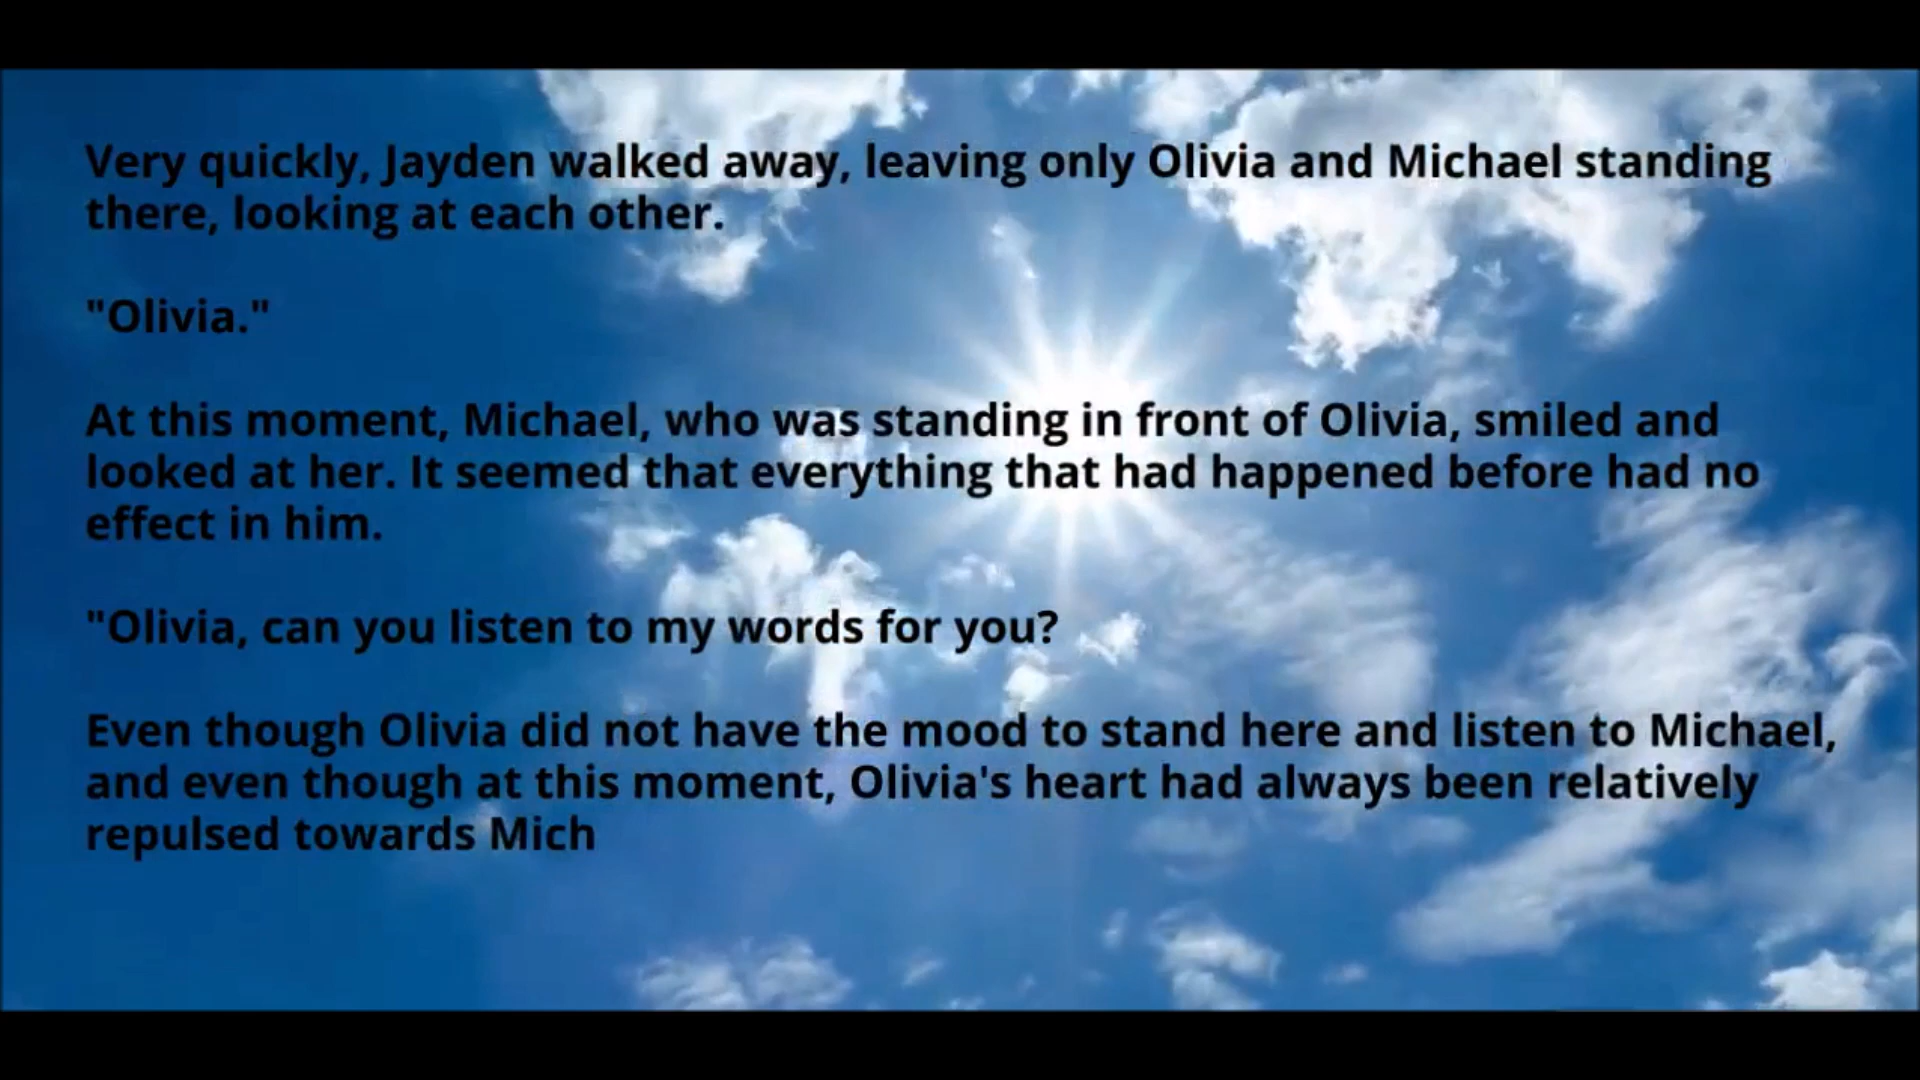 Very quickly, Jayden walked away, leaving only Olivia and Michael standing
there, looking at each other.
"Olivia."
At this moment, Michael, who was standing in front of Olivia, smiled and
looked at her. It seemed that everything that had happened before had no
effect in him.
"Olivia, can you listen to my words for you?
Even though Olivia did not have the mood to stand here and listen to Michael,
and even though at this moment, Olivia's heart had always been relatively
repulsed towards Mich